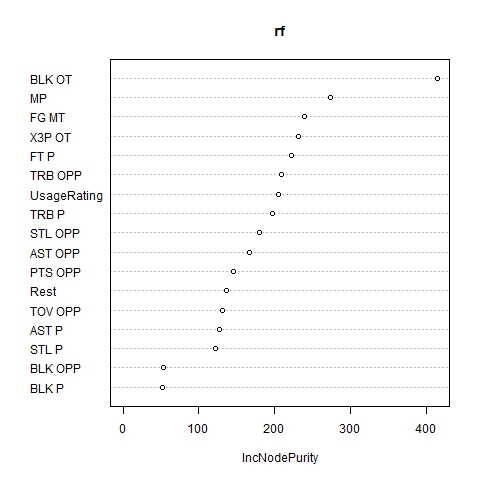 rf
BLK OT
MP
FG MT
X3P OT
FT P
TRB OPP
UsageRating
TRB P
STL OPP
AST OPP
PTS OPP
Rest
TOV OPP
AST P
STL P
BLK OPP
BLK P
0 100 200 300 400
IncNodePurity